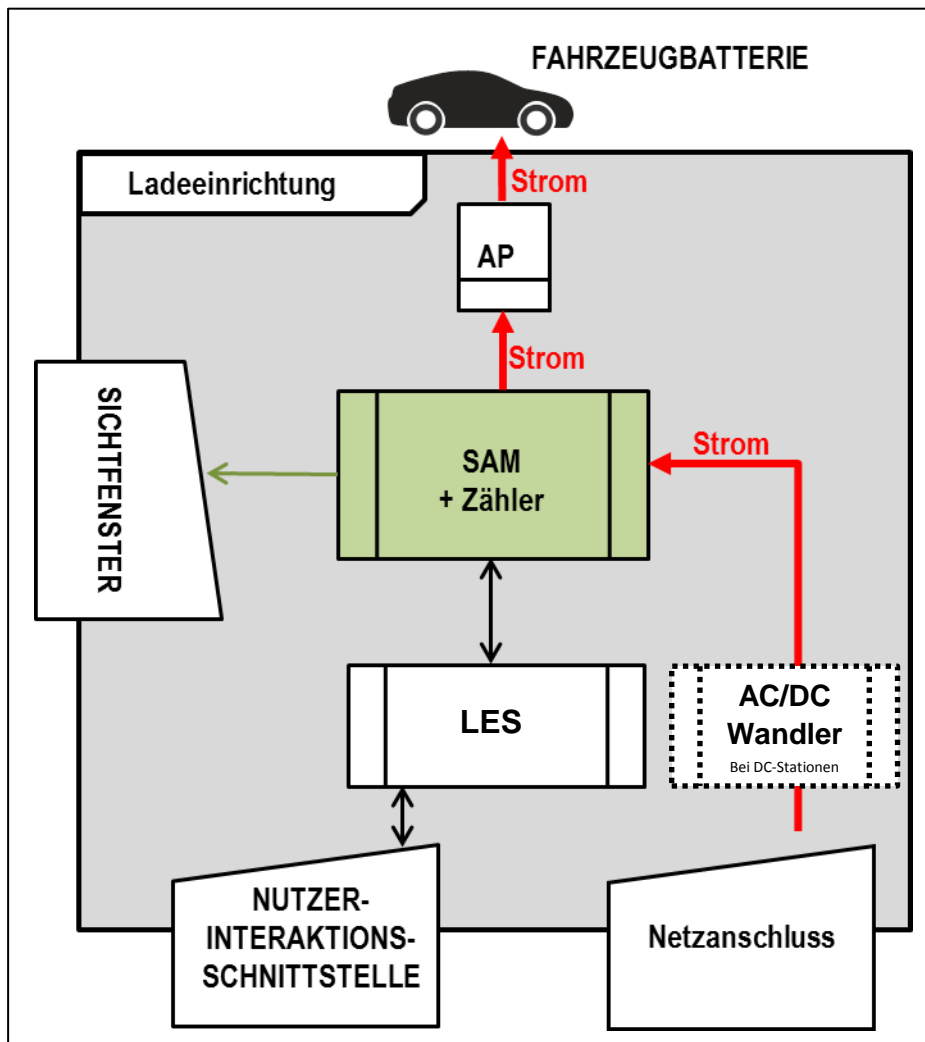 FAHRZEUGBATTERIE
Ladeeinrichtung
Strom
AP
Strom
SICHTFENSTER
SAM
+ Zähler
Strom
LES
AC/DC
Wandler
Bei DC-Stationen
NUTZER-
INTERAKTIONS-
SCHNITTSTELLE
Netzanschluss